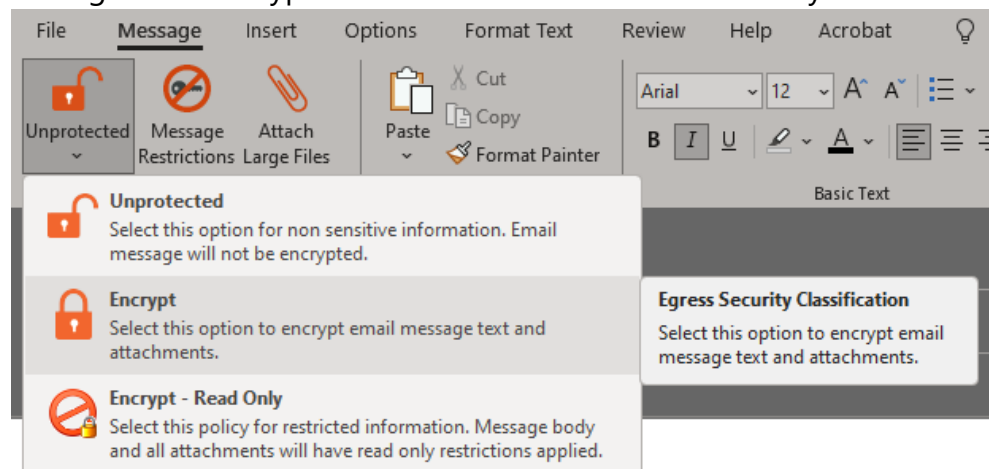 File Message Insert Options Format Text Review Help Acrobat
Unprotected
Message Restrictions
Attach Large Files
Paste
Cut
Copy
Format Painter
Arial 12
B I U
Basic Text
Unprotected
Select this option for non sensitive information. Email
message will not be encrypted.
Encrypt
Select this option to encrypt email message text and
attachments.
Egress Security Classification
Select this option to encrypt email
message text and attachments.
Encrypt - Read Only
Select this policy for restricted information. Message body
and all attachments will have read only restrictions applied.